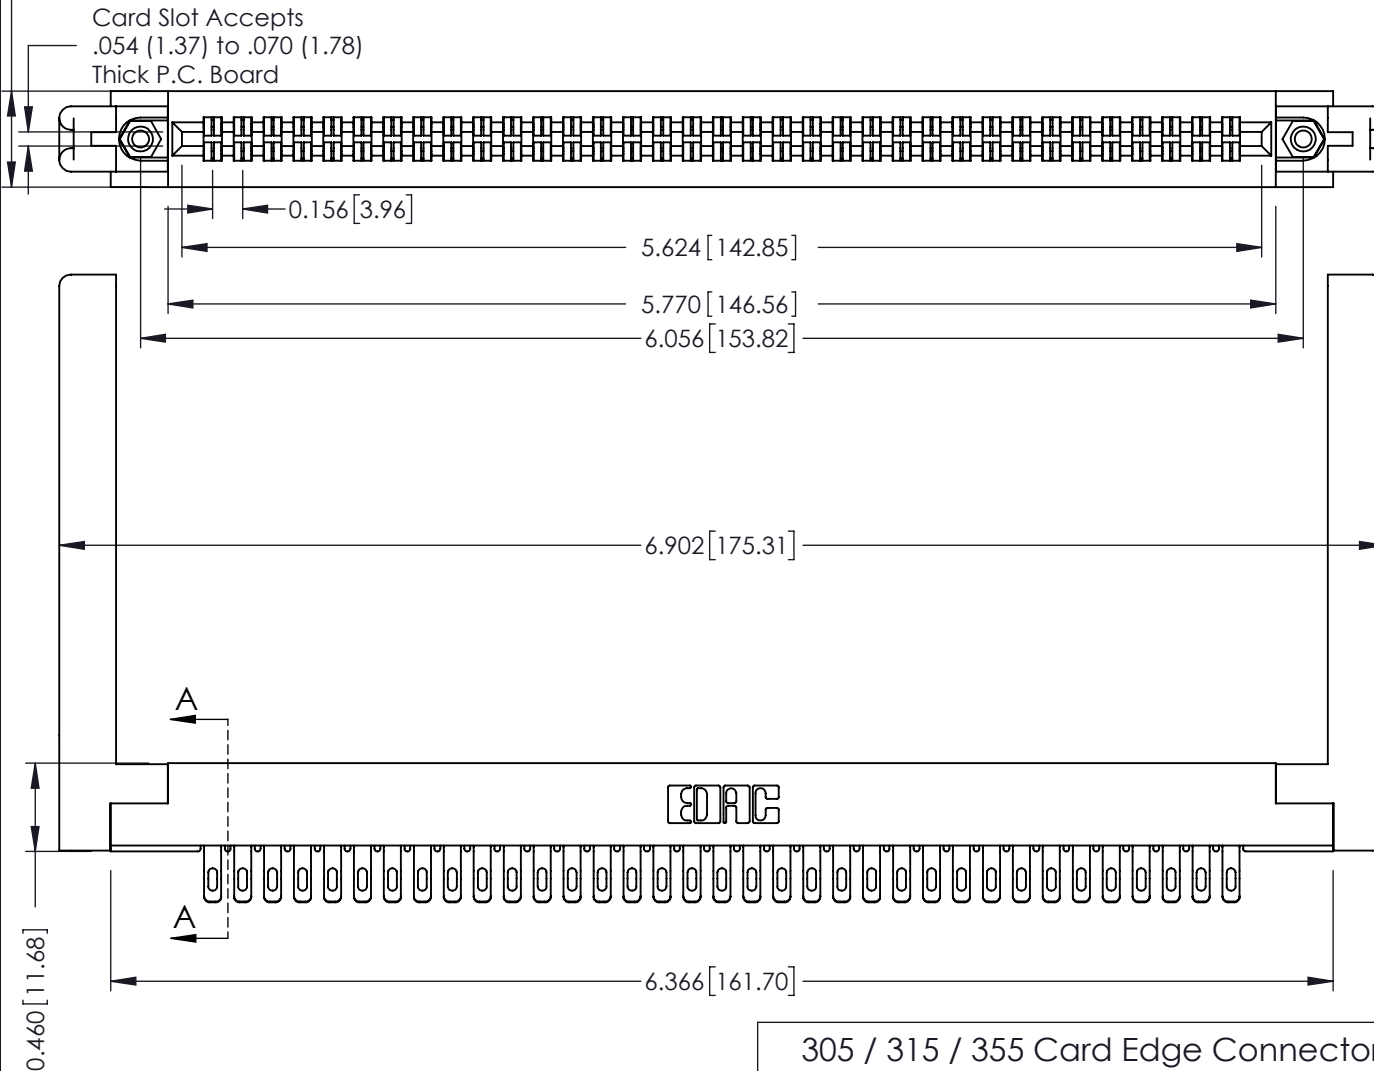 Card Slot Accepts
.054 (1.37) to .070 (1.78)
Thick P.C. Board
0.156[3.96]
5.624[142.85]
5.770[146.56]
6.056[153.82]
6.902[175.31]
A
EDAC
A
0.460[11.68]
6.366[161.70]
305 / 315 / 355 Card Edge Connector